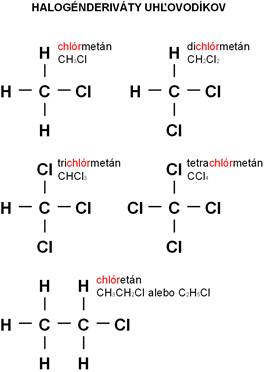 HALOGÉNDERIVÁTY UHĽOVODÍKOV
H chlórmetán
CH₃Cl
H C Cl
H
H dichlórmetán
CH₂Cl₂
H C Cl
Cl
Cl trichlórmetán
CHCl₃
H C Cl
Cl
Cl tetrachlórmetán
CCl₄
Cl C Cl
Cl
H H chlóretán
CH₃CH₂Cl alebo C₂H₅Cl
H C C Cl
H H